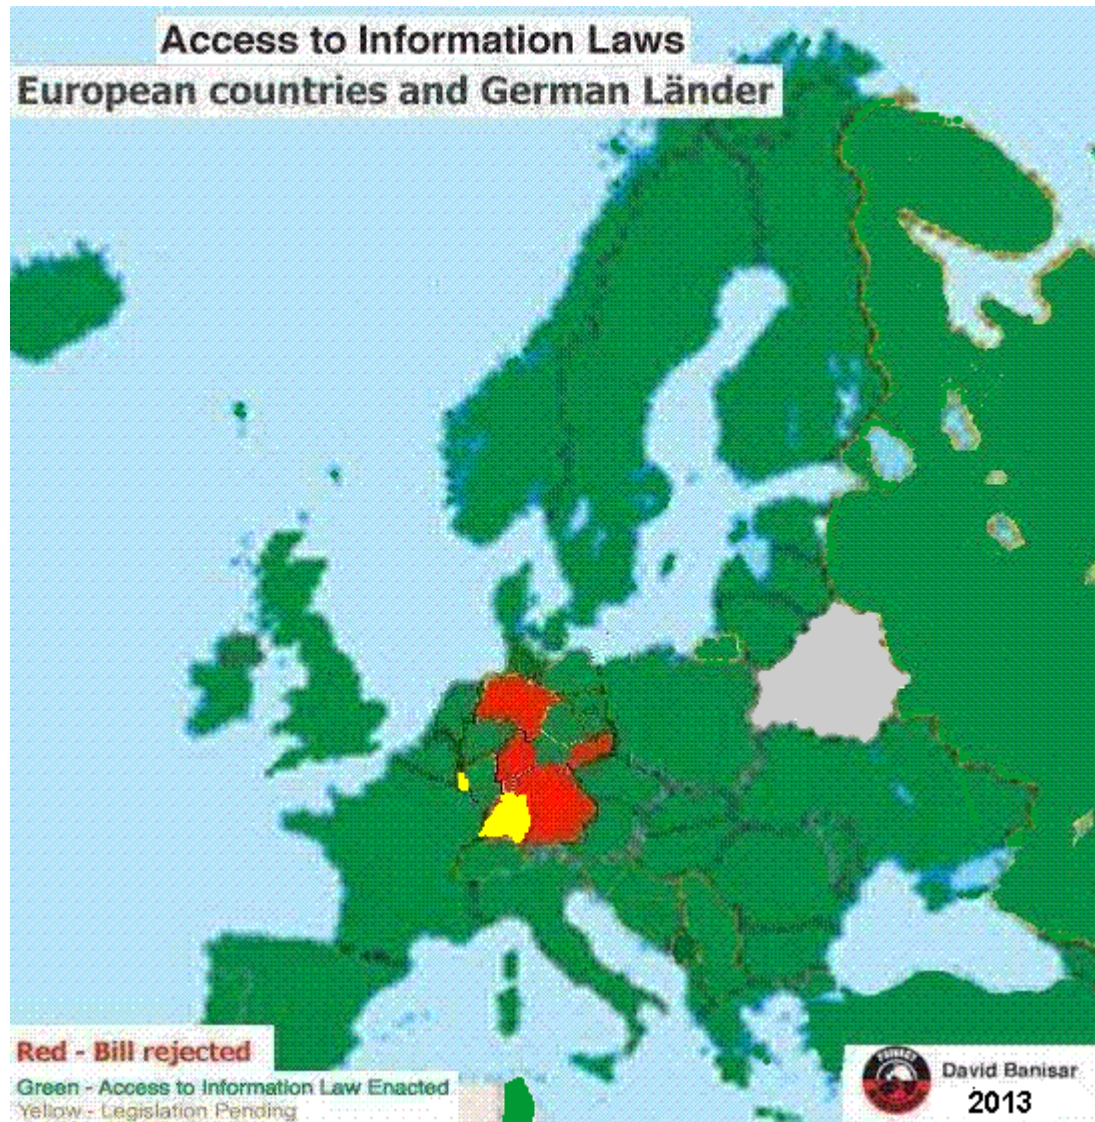 Access to Information Laws
European countries and German Länder
Red - Bill rejected
Green - Access to Information Law Enacted
Yellow - Legislation Pending
PRIVACY
David Banisar
2013